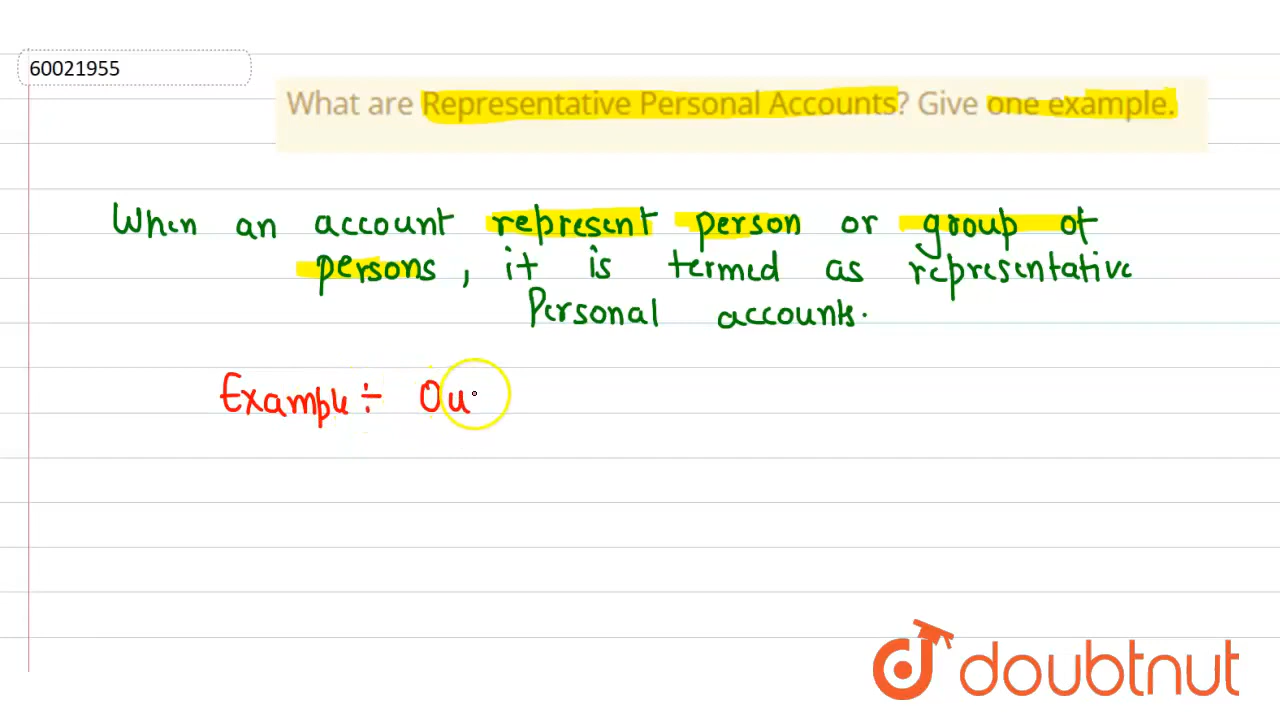 60021955
What are Representative Personal Accounts? Give one example.
When an account represent person or group of
persons, it is termed as representative
Personal accounts.
Example ÷ Ou
doubtnut